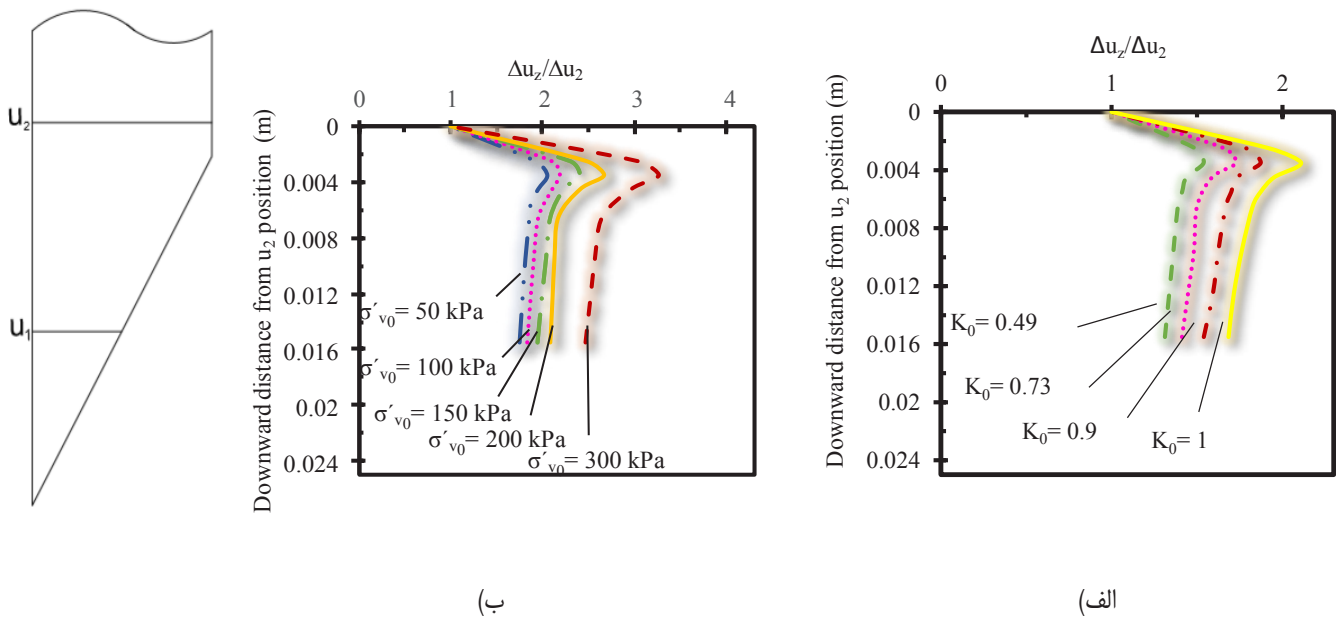 u2
u1
Δuz/Δu2
0 1 2 3 4
Downward distance from u2 position (m)
0
0.004
0.008
0.012
0.016
0.02
0.024
σ´v0= 50 kPa
σ´v0= 100 kPa
σ´v0= 150 kPa
σ´v0= 200 kPa
σ´v0= 300 kPa
ب)
Δuz/Δu2
0 1 2
Downward distance from u2 position (m)
0
0.004
0.008
0.012
0.016
0.02
0.024
K0= 0.49
K0= 0.73
K0= 0.9
K0= 1
الف)